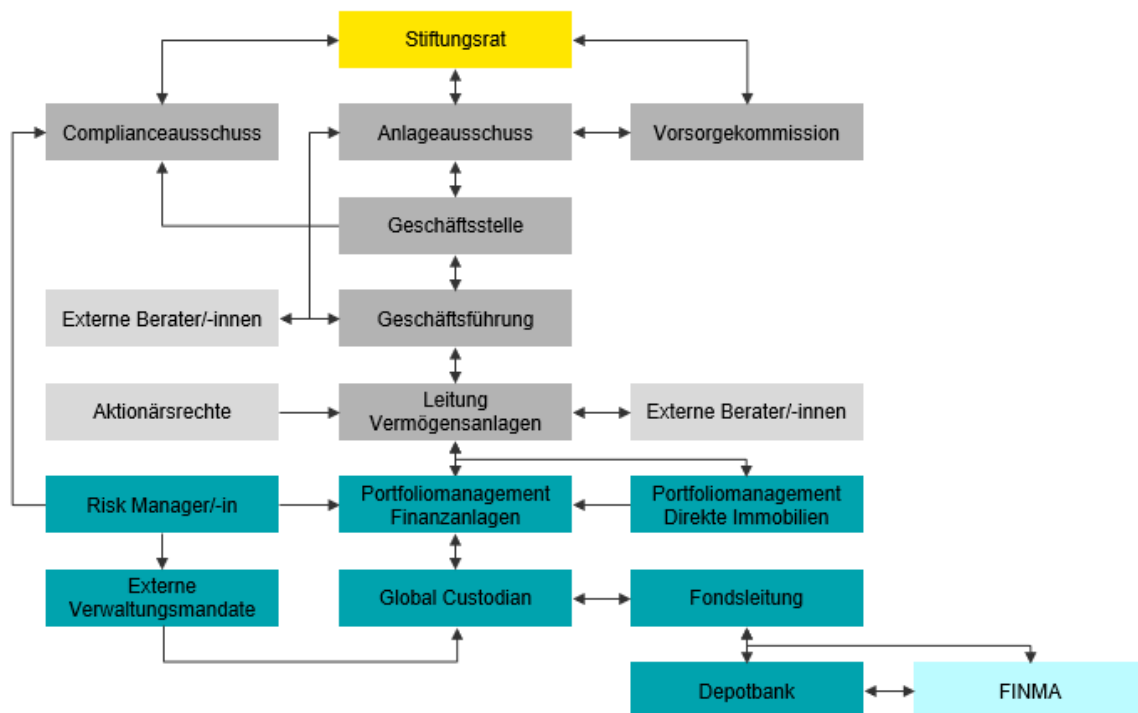 Stiftungsrat
Complianceausschuss
Anlageausschuss
Vorsorgekommission
Geschäftsstelle
Externe Berater/-innen
Geschäftsführung
Aktionärsrechte
Leitung
Vermögensanlagen
Externe Berater/-innen
Risk Manager/-in
Portfoliomanagement
Finanzanlagen
Portfoliomanagement
Direkte Immobilien
Externe
Verwaltungsmandate
Global Custodian
Fondsleitung
Depotbank
FINMA